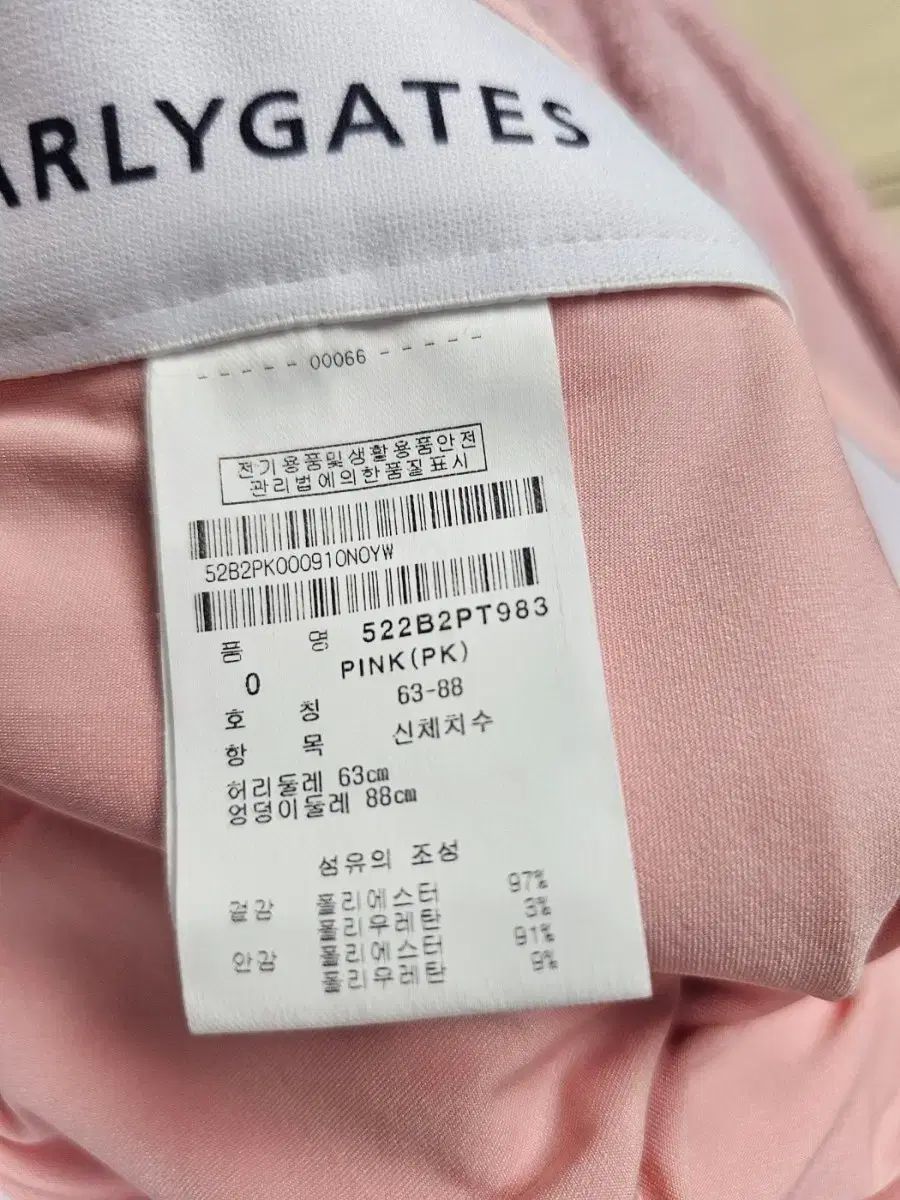 ARLYGATES
- - - - - 00066 - - - - -
전기용품및생활용품안전
관리법에의한품질표시
52B2PK000910N0YW
품 명 522B2PT983
0 PINK(PK)
호 칭 63-88
항 목 신체치수
허리둘레 63cm
엉덩이둘레 88cm
섬유의 조성
겉감 폴리에스터 97%
폴리우레탄 3%
안감 폴리에스터 91%
폴리우레탄 9%